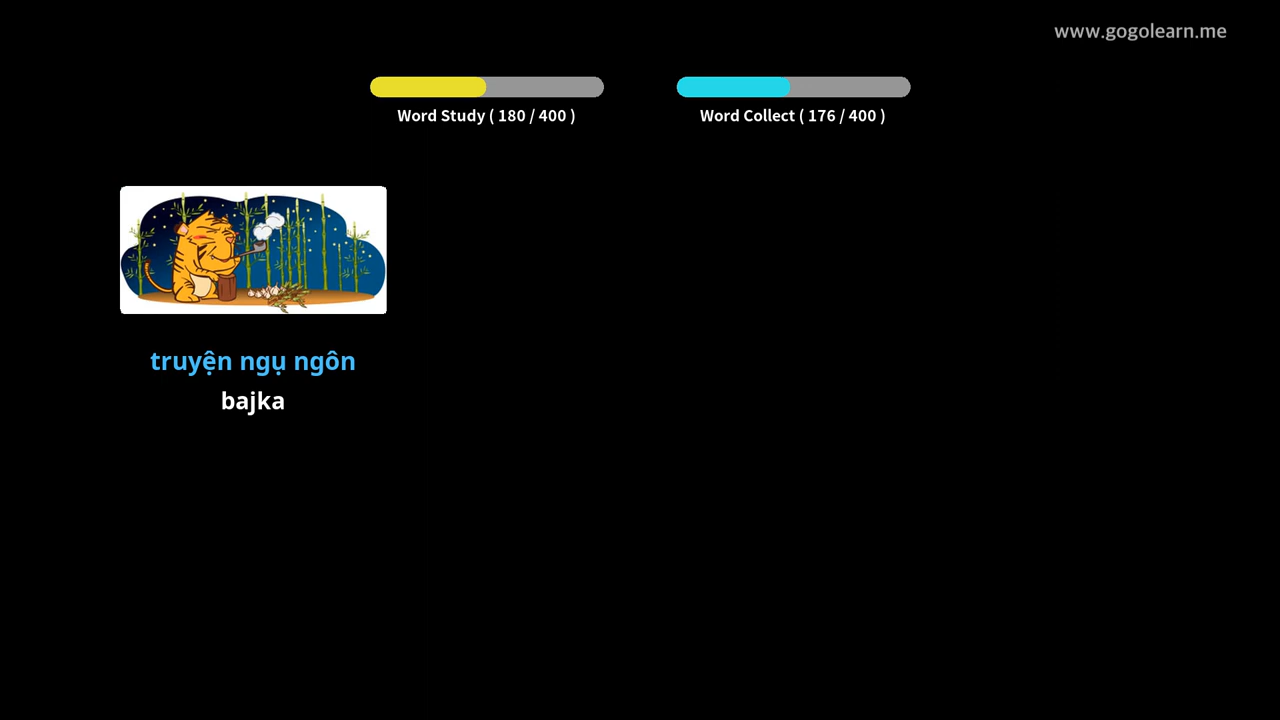 www.gogolearn.me
Word Study ( 180 / 400 )
Word Collect ( 176 / 400 )
truyện ngụ ngôn
bajka